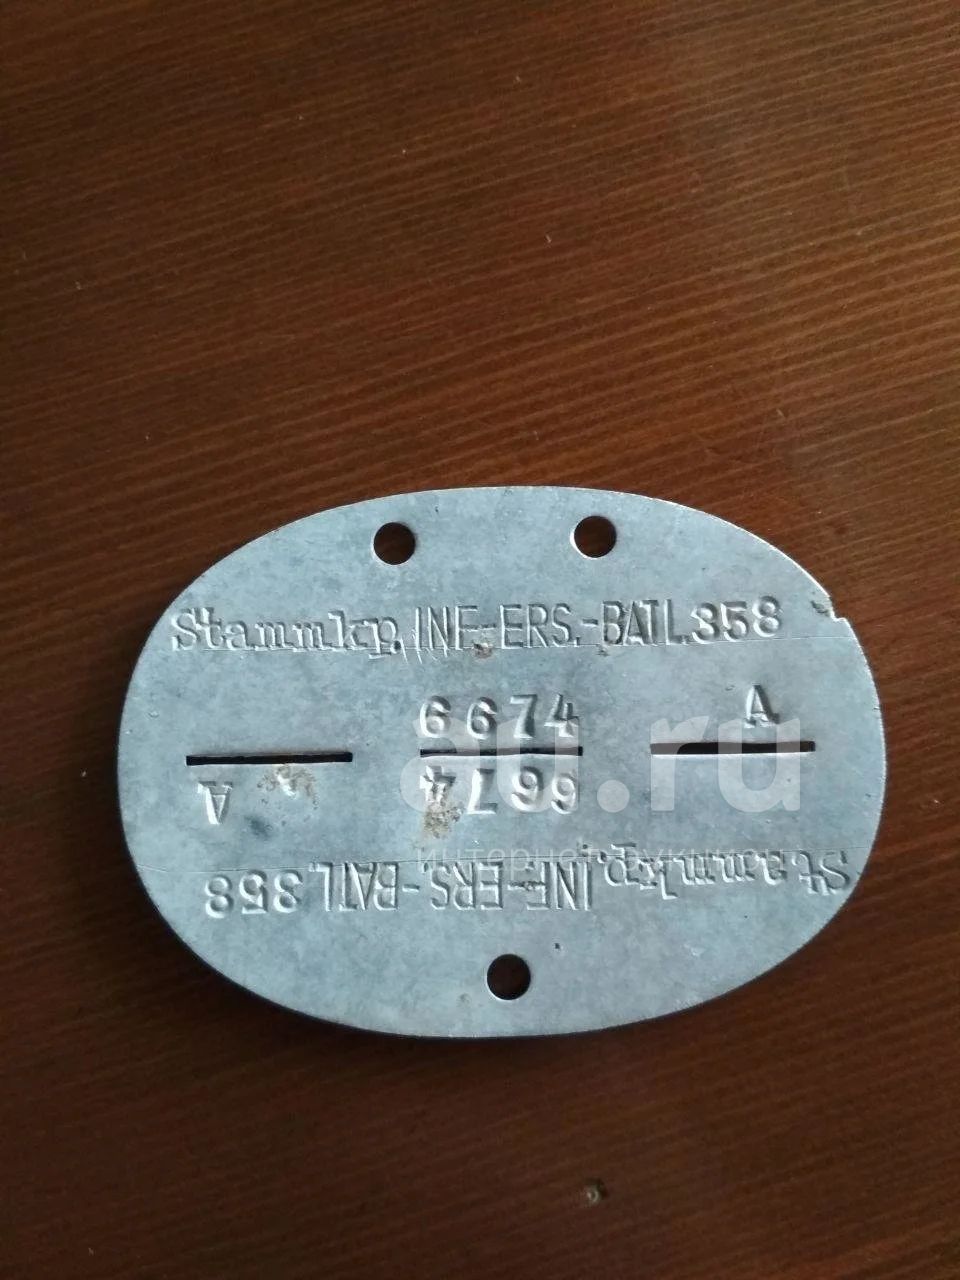 Stammkp. INF.-ERS.-BATL.358
6674 A
A 6674
Stammkp. INF.-ERS.-BATL.358
au.ru